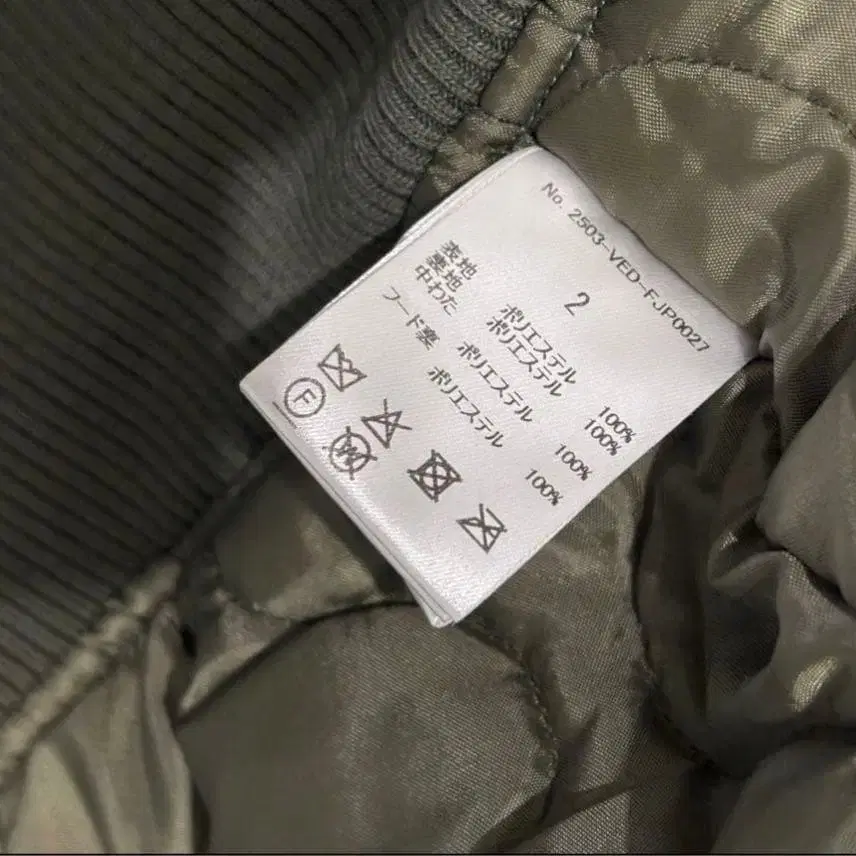 No. 2503-VED-FJP0027
2
表地 ポリエステル 100%
裏地 ポリエステル 100%
中わた ポリエステル 100%
フード裏 ポリエステル 100%
F
W